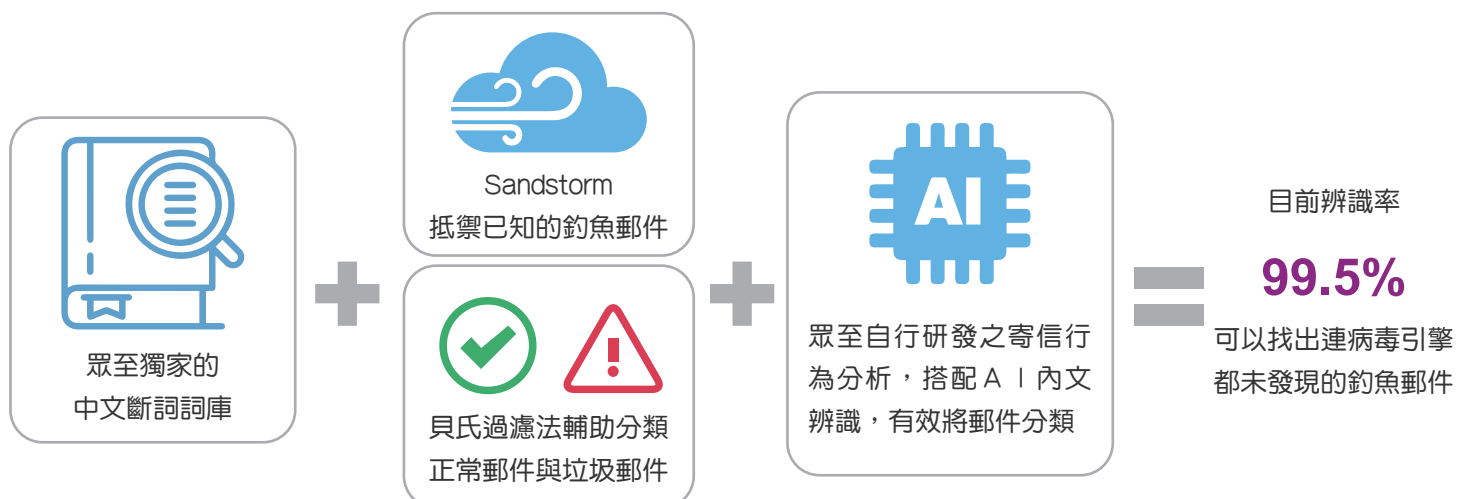 眾至獨家的
中文斷詞詞庫
Sandstorm
抵禦已知的釣魚郵件
貝氏過濾法輔助分類
正常郵件與垃圾郵件
AI
眾至自行研發之寄信行
為分析，搭配ＡＩ內文
辨識，有效將郵件分類
目前辨識率
99.5%
可以找出連病毒引擎
都未發現的釣魚郵件